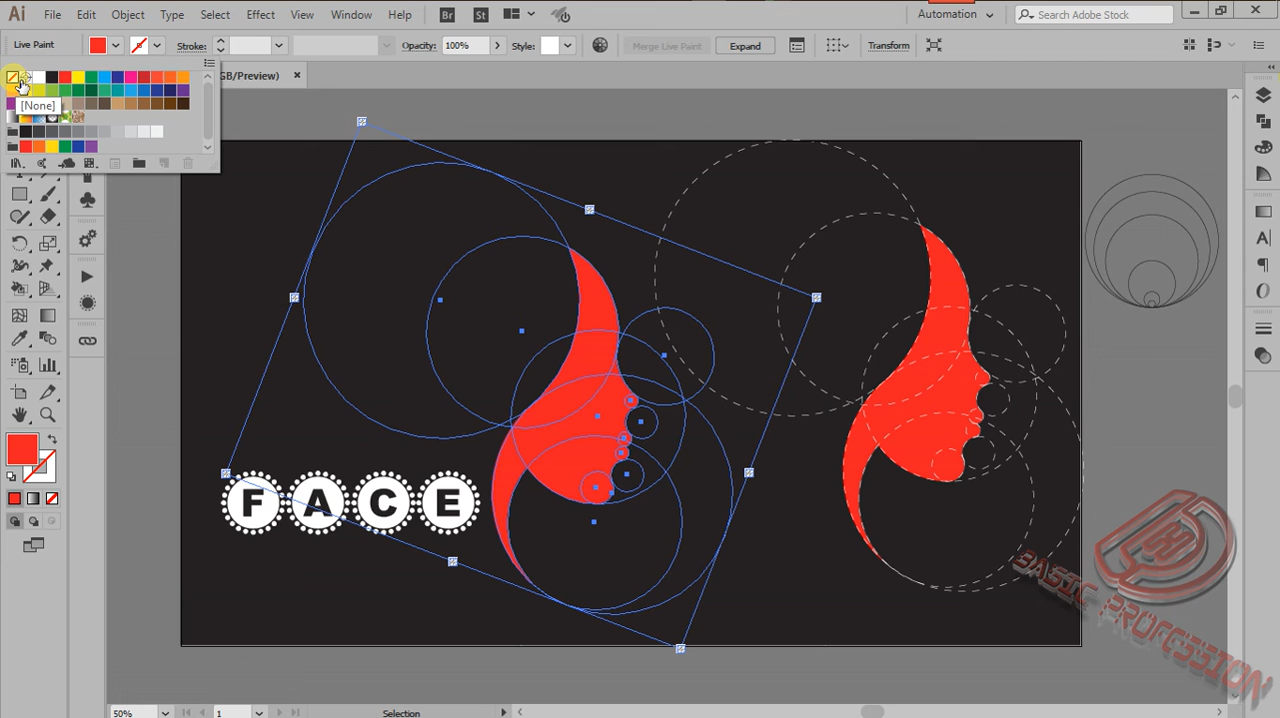 Ai File Edit Object Type Select Effect View Window Help Br St Automation Search Adobe Stock
Live Paint Stroke: Opacity: 100% Style: Merge Live Paint Expand Transform
GB/Preview) ×
[None]
F A C E
BASIC PROFESSION
50% 1 Selection